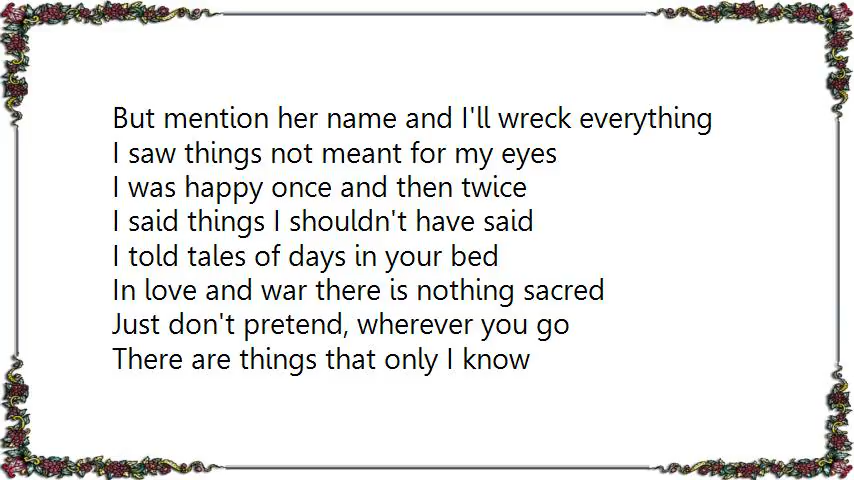 But mention her name and I'll wreck everything
I saw things not meant for my eyes
I was happy once and then twice
I said things I shouldn't have said
I told tales of days in your bed
In love and war there is nothing sacred
Just don't pretend, wherever you go
There are things that only I know